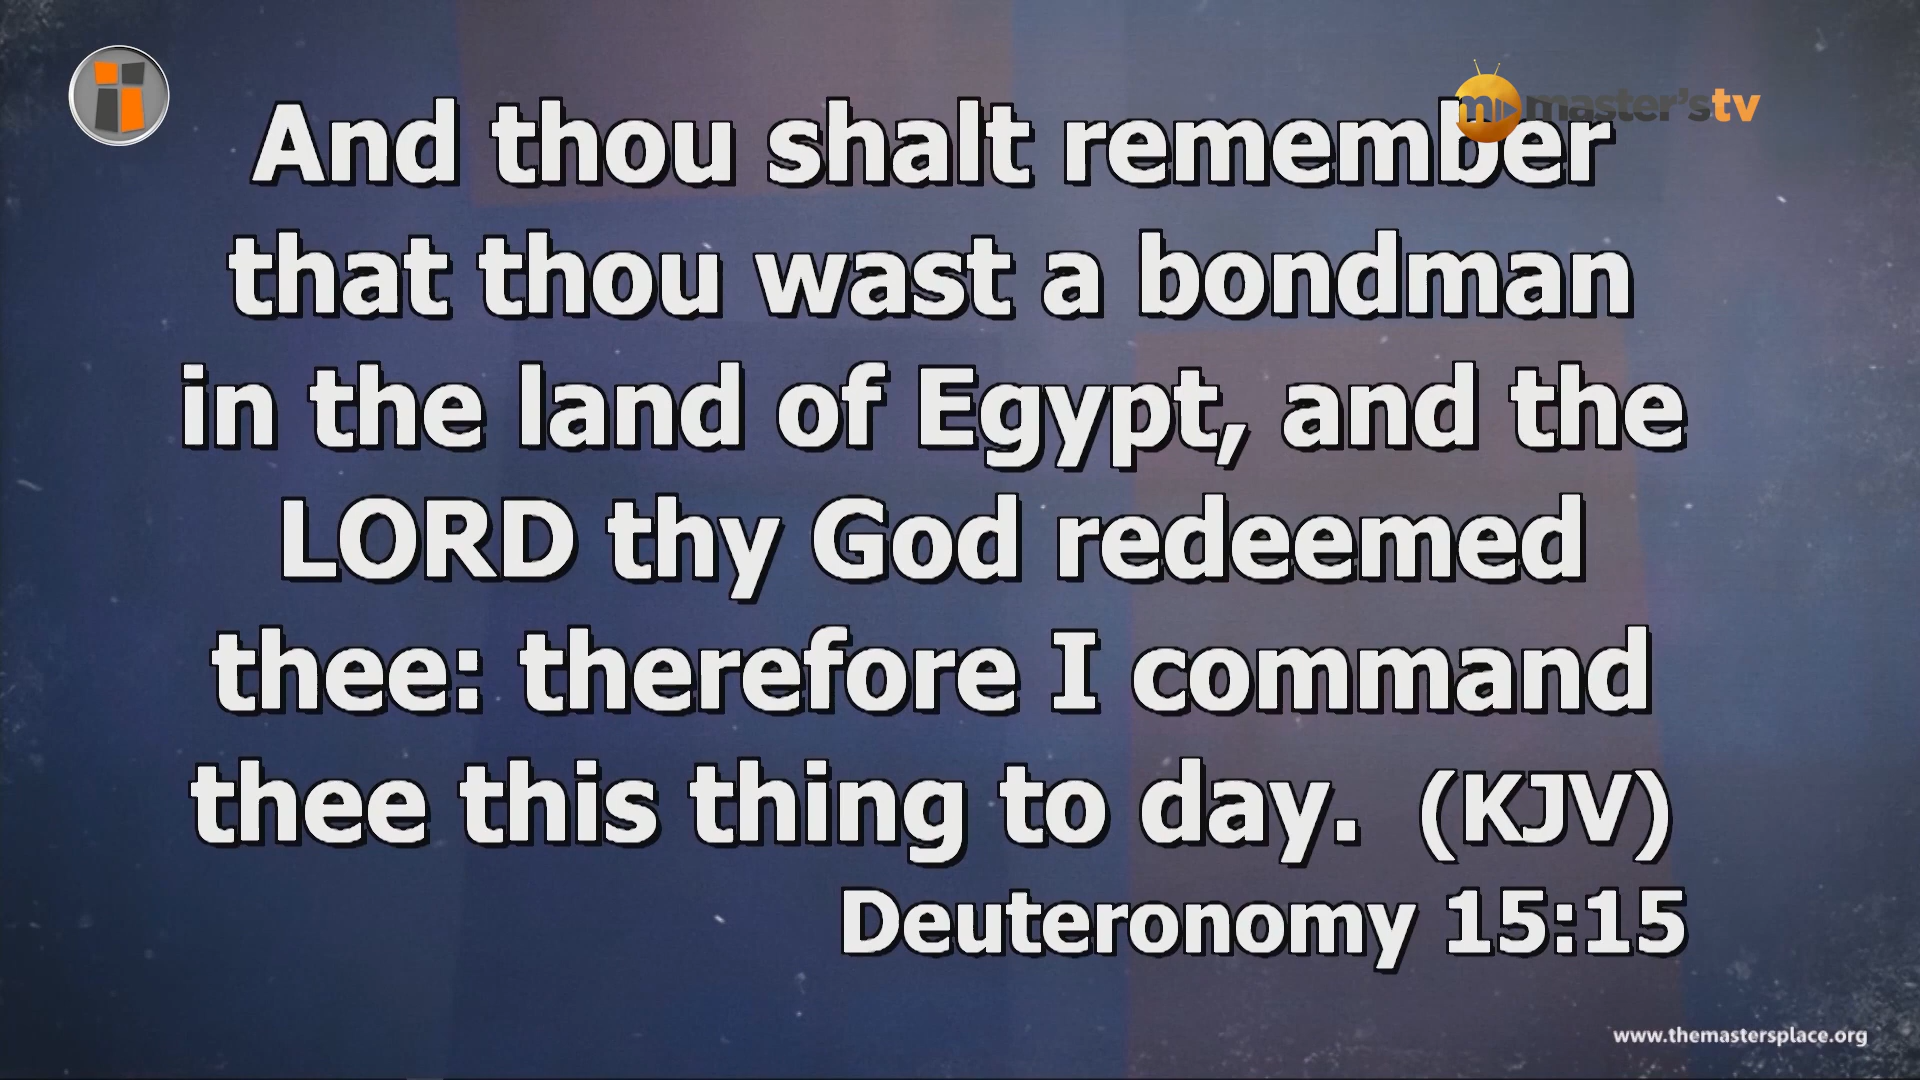 master'stv
And thou shalt remember
that thou wast a bondman
in the land of Egypt, and the
LORD thy God redeemed
thee: therefore I command
thee this thing to day. (KJV)
Deuteronomy 15:15
www.themastersplace.org